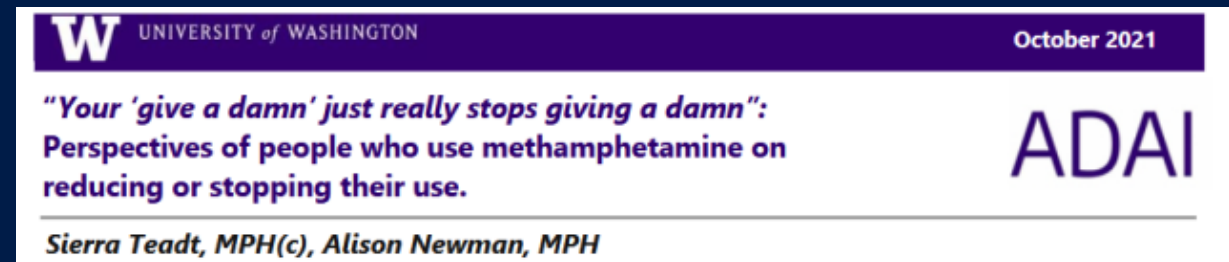 W UNIVERSITY of WASHINGTON
October 2021
"Your 'give a damn' just really stops giving a damn":
Perspectives of people who use methamphetamine on
reducing or stopping their use.
ADAI
Sierra Teadt, MPH(c), Alison Newman, MPH